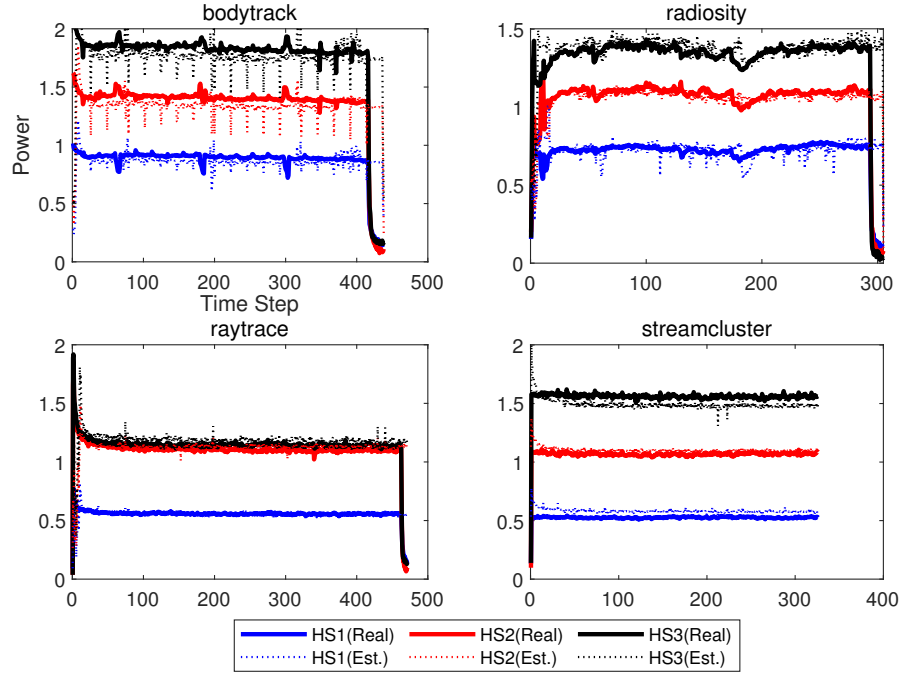 bodytrack
radiosity
2
1.5
1
0.5
0
Power
0 100 200 300 400 500
Time Step
1.5
1
0.5
0
0 100 200 300
raytrace
streamcluster
2
1.5
1
0.5
0
0 100 200 300 400 500
2
1.5
1
0.5
0
0 100 200 300 400
HS1(Real) HS2(Real) HS3(Real)
HS1(Est.) HS2(Est.) HS3(Est.)